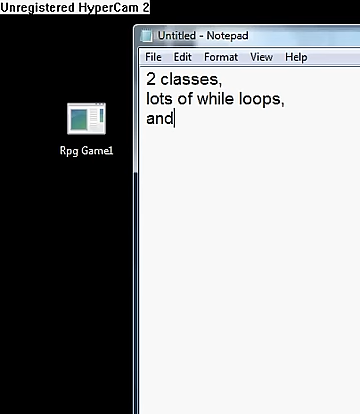 Unregistered HyperCam 2
Untitled - Notepad
File Edit Format View Help
2 classes,
lots of while loops,
and
Rpg Game1